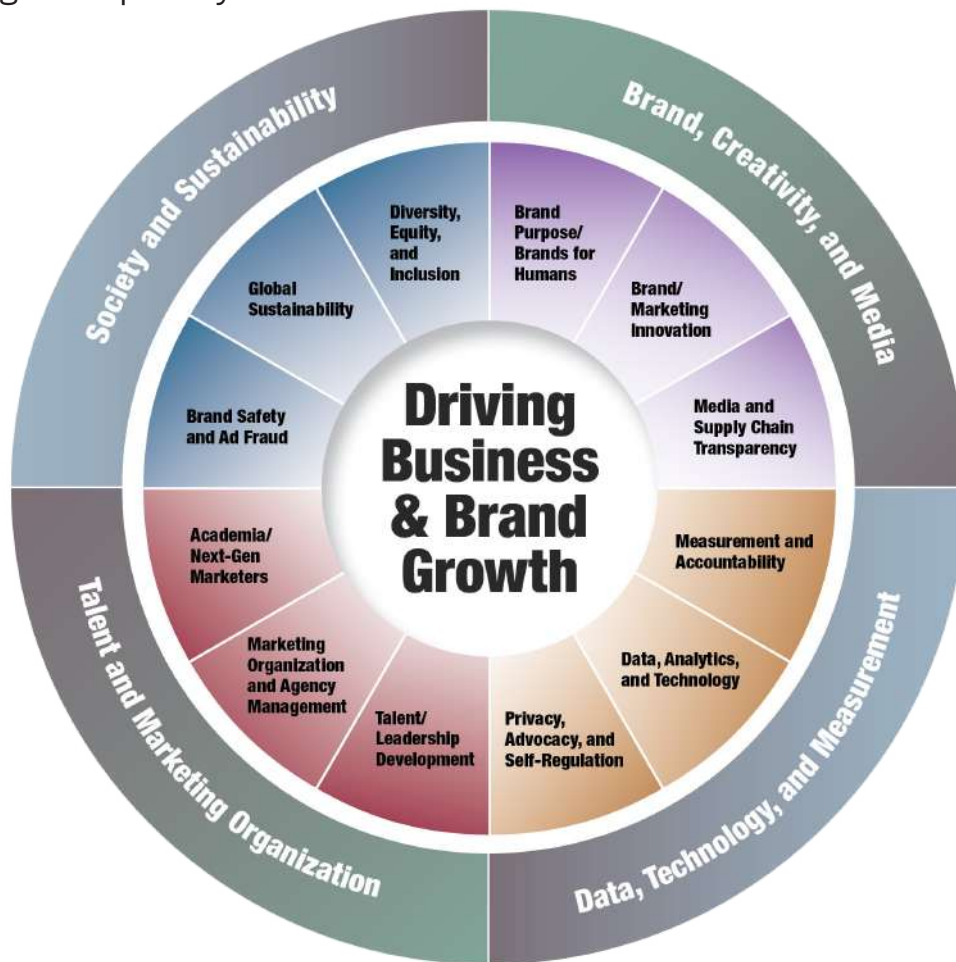 Society and Sustainability
Brand, Creativity, and Media
Diversity,
Equity,
and
Inclusion
Brand
Purpose/
Brands for
Humans
Global
Sustainability
Brand/
Marketing
Innovation
Brand Safety
and Ad Fraud
Media and
Supply Chain
Transparency
Driving
Business
& Brand
Growth
Academia/
Next-Gen
Marketers
Measurement and
Accountability
Marketing
Organization
and Agency
Management
Data, Analytics,
and Technology
Talent/
Leadership
Development
Privacy,
Advocacy, and
Self-Regulation
Talent and Marketing Organization
Data, Technology, and Measurement